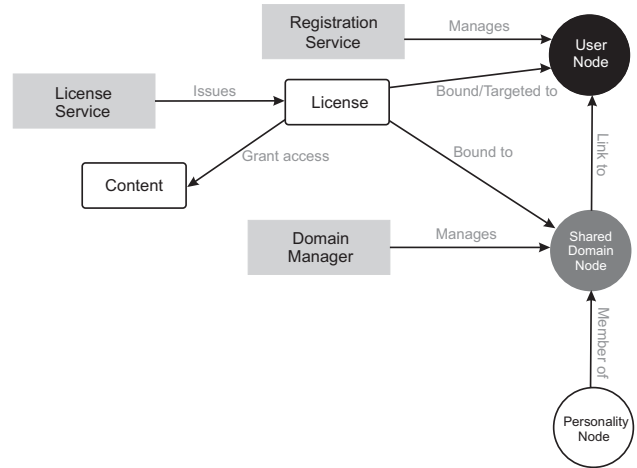 Registration
Service
Manages
User
Node
License
Service
Issues
License
Bound/Targeted to
Grant access
Bound to
Link to
Content
Domain
Manager
Manages
Shared
Domain
Node
Member of
Personality
Node